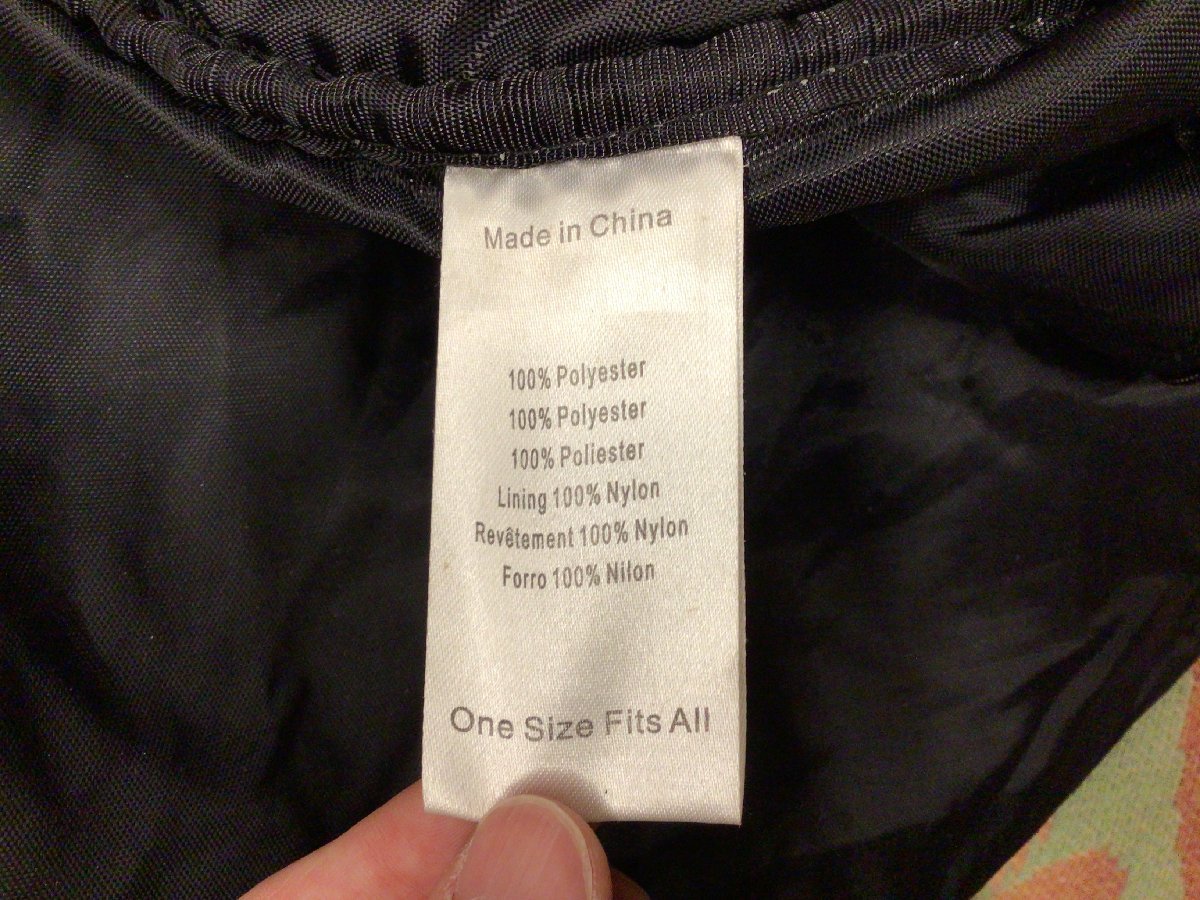 Made in China
100% Polyester
100% Polyester
100% Poliester
Lining 100% Nylon
Revêtement 100% Nylon
Forro 100% Nilon
One Size Fits All